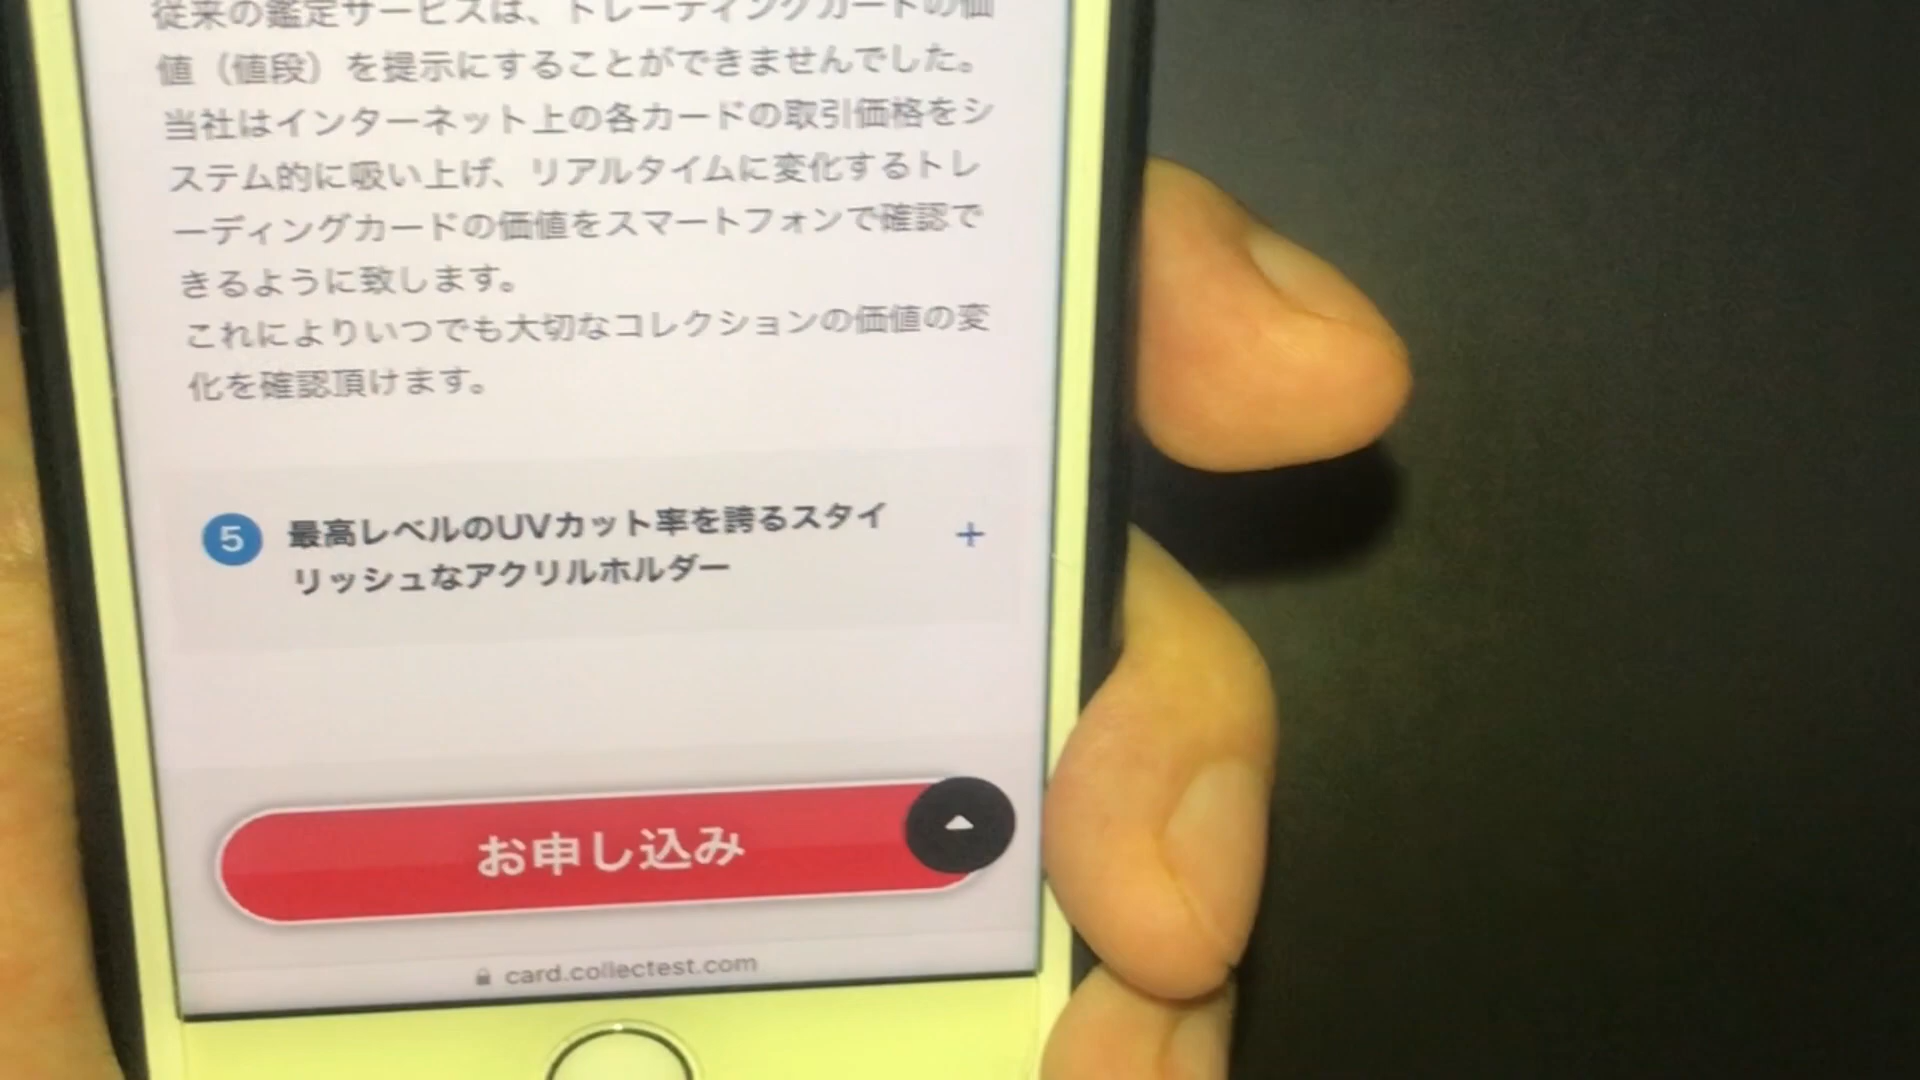 従来の鑑定サービスは、トレーディングカードの価
値（値段）を提示にすることができませんでした。
当社はインターネット上の各カードの取引価格をシ
ステム的に吸い上げ、リアルタイムに変化するトレ
ーディングカードの価値をスマートフォンで確認で
きるように致します。
これによりいつでも大切なコレクションの価値の変
化を確認頂けます。
5 最高レベルのUVカット率を誇るスタイ +
リッシュなアクリルホルダー
お申し込み
card.collectest.com